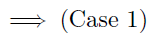 ⟹ (Case 1)